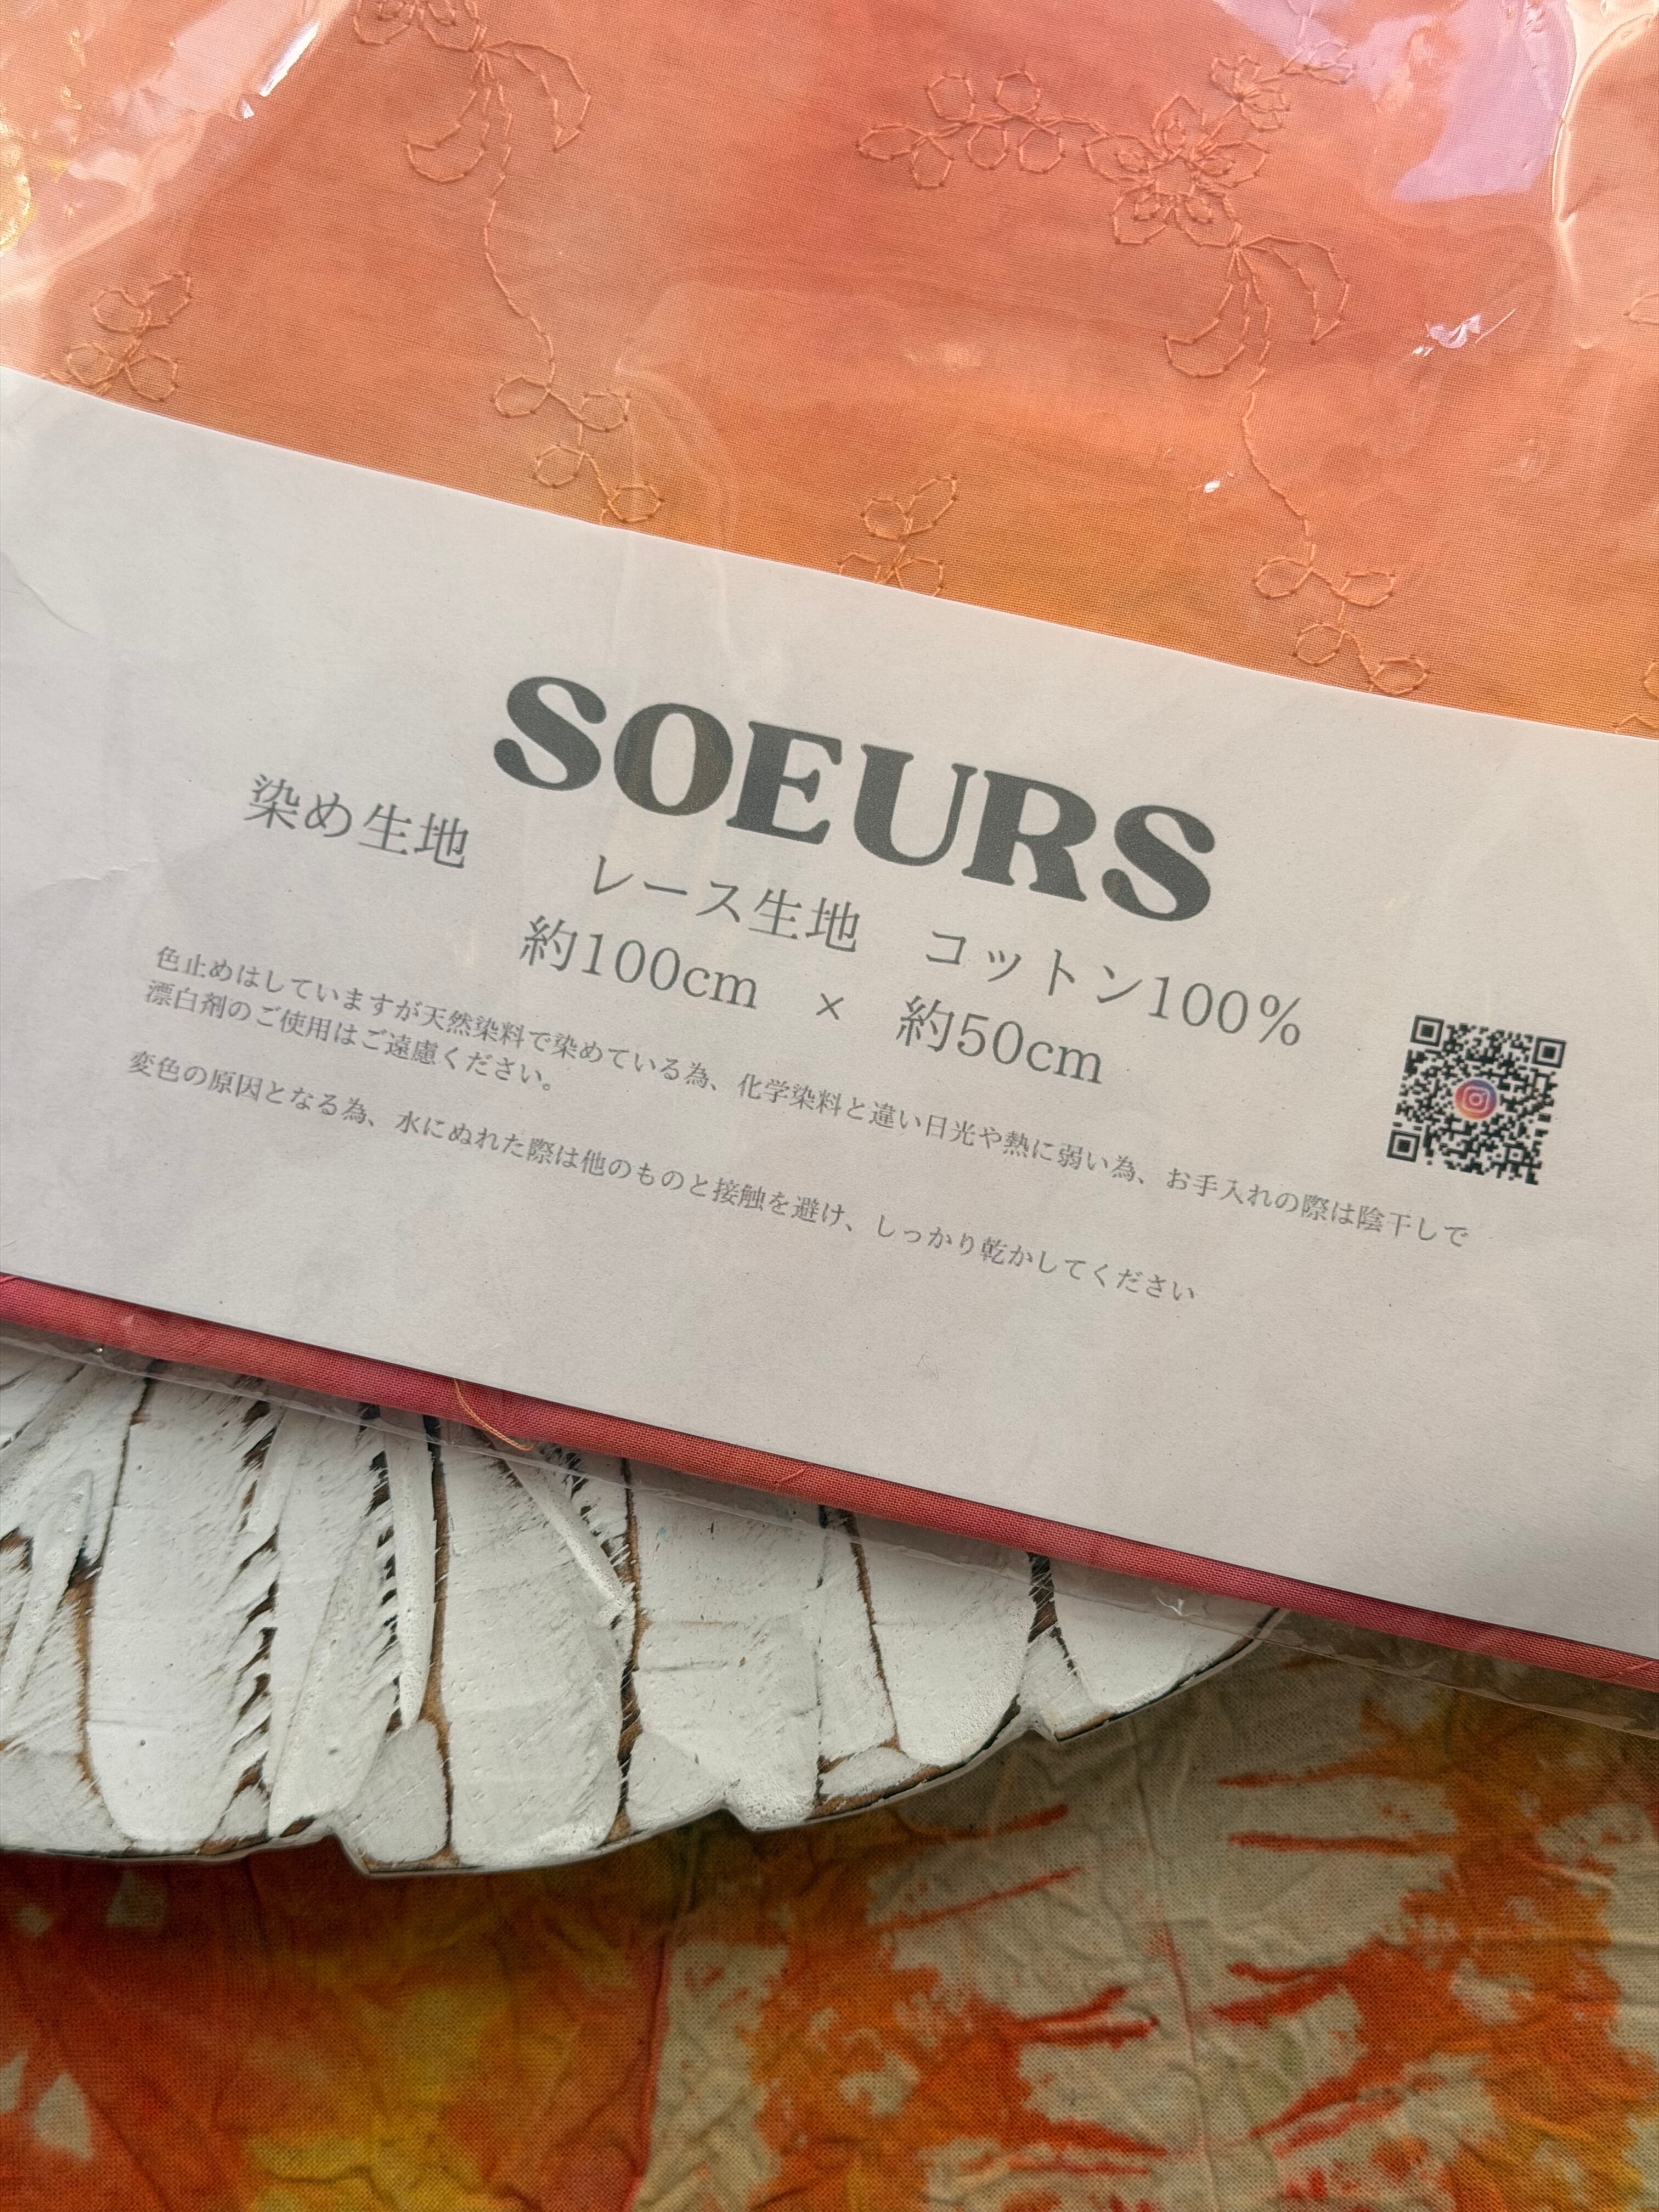 SOEURS
染め生地　　レース生地　コットン100%
約100cm　×　約50cm
色止めはしていますが天然染料で染めている為、化学染料と違い日光や熱に弱い為、お手入れの際は陰干しで
漂白剤のご使用はご遠慮ください。
変色の原因となる為、水にぬれた際は他のものと接触を避け、しっかり乾かしてください